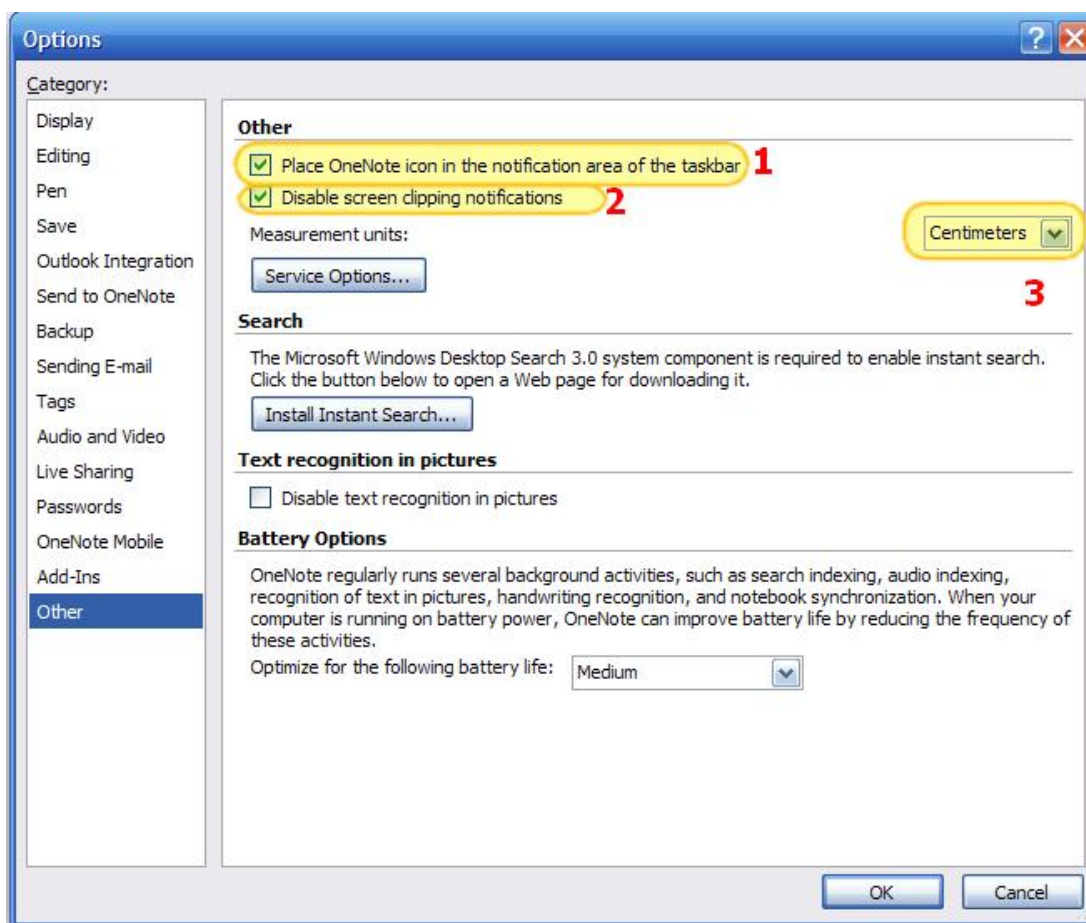 Options
Category:
Display
Editing
Pen
Save
Outlook Integration
Send to OneNote
Backup
Sending E-mail
Tags
Audio and Video
Live Sharing
Passwords
OneNote Mobile
Add-Ins
Other
Other
Place OneNote icon in the notification area of the taskbar 1
Disable screen clipping notifications 2
Measurement units: Centimeters
Service Options...
3
Search
The Microsoft Windows Desktop Search 3.0 system component is required to enable instant search.
Click the button below to open a Web page for downloading it.
Install Instant Search...
Text recognition in pictures
Disable text recognition in pictures
Battery Options
OneNote regularly runs several background activities, such as search indexing, audio indexing,
recognition of text in pictures, handwriting recognition, and notebook synchronization. When your
computer is running on battery power, OneNote can improve battery life by reducing the frequency of
these activities.
Optimize for the following battery life: Medium
OK Cancel